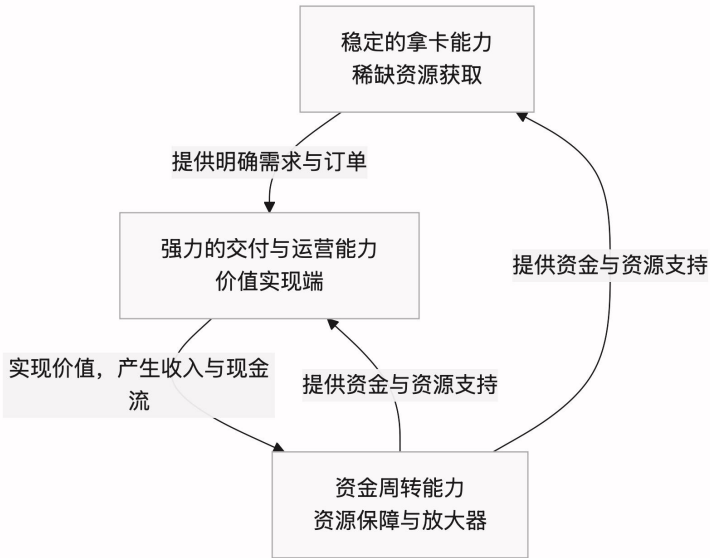 稳定的拿卡能力
稀缺资源获取
提供明确需求与订单
强力的交付与运营能力
价值实现端
提供资金与资源支持
实现价值，产生收入与现金
流
提供资金与资源支持
资金周转能力
资源保障与放大器